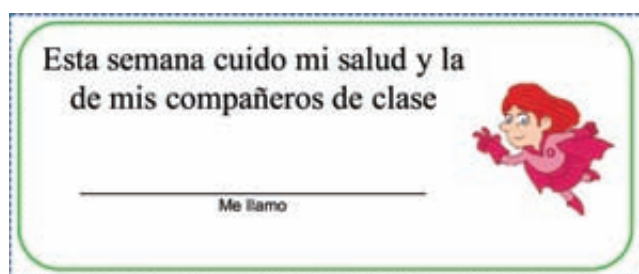 Esta semana cuido mi salud y la
de mis compañeros de clase
Me llamo